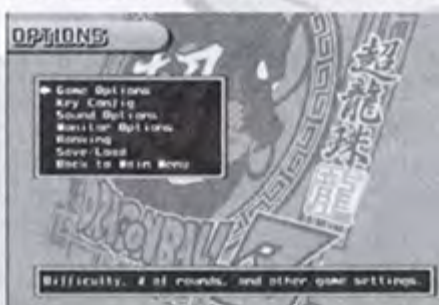 OPTIONS
Game Options
Key Config
Sound Options
Monitor Options
Ranking
Save/Load
Back to Main Menu
超龍珠
DRAGONBALL
Difficulty, # of rounds, and other game settings.